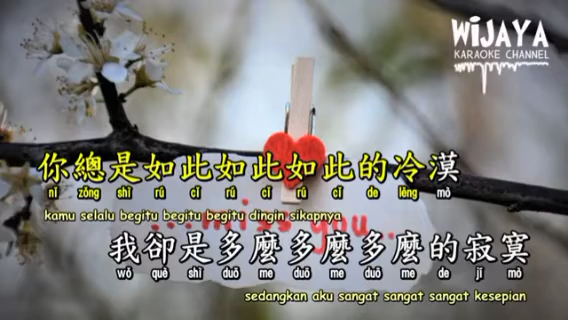 WiJAYA
KARAOKE CHANNEL
你總是如此如此如此的冷漠
nǐ zǒng shì rú cǐ rú cǐ rú cǐ de lěng mò
kamu selalu begitu begitu begitu dingin sikapnya
...miss you...
我卻是多麼多麼多麼的寂寞
wǒ què shì duō me duō me duō me de jì mò
sedangkan aku sangat sangat sangat kesepian